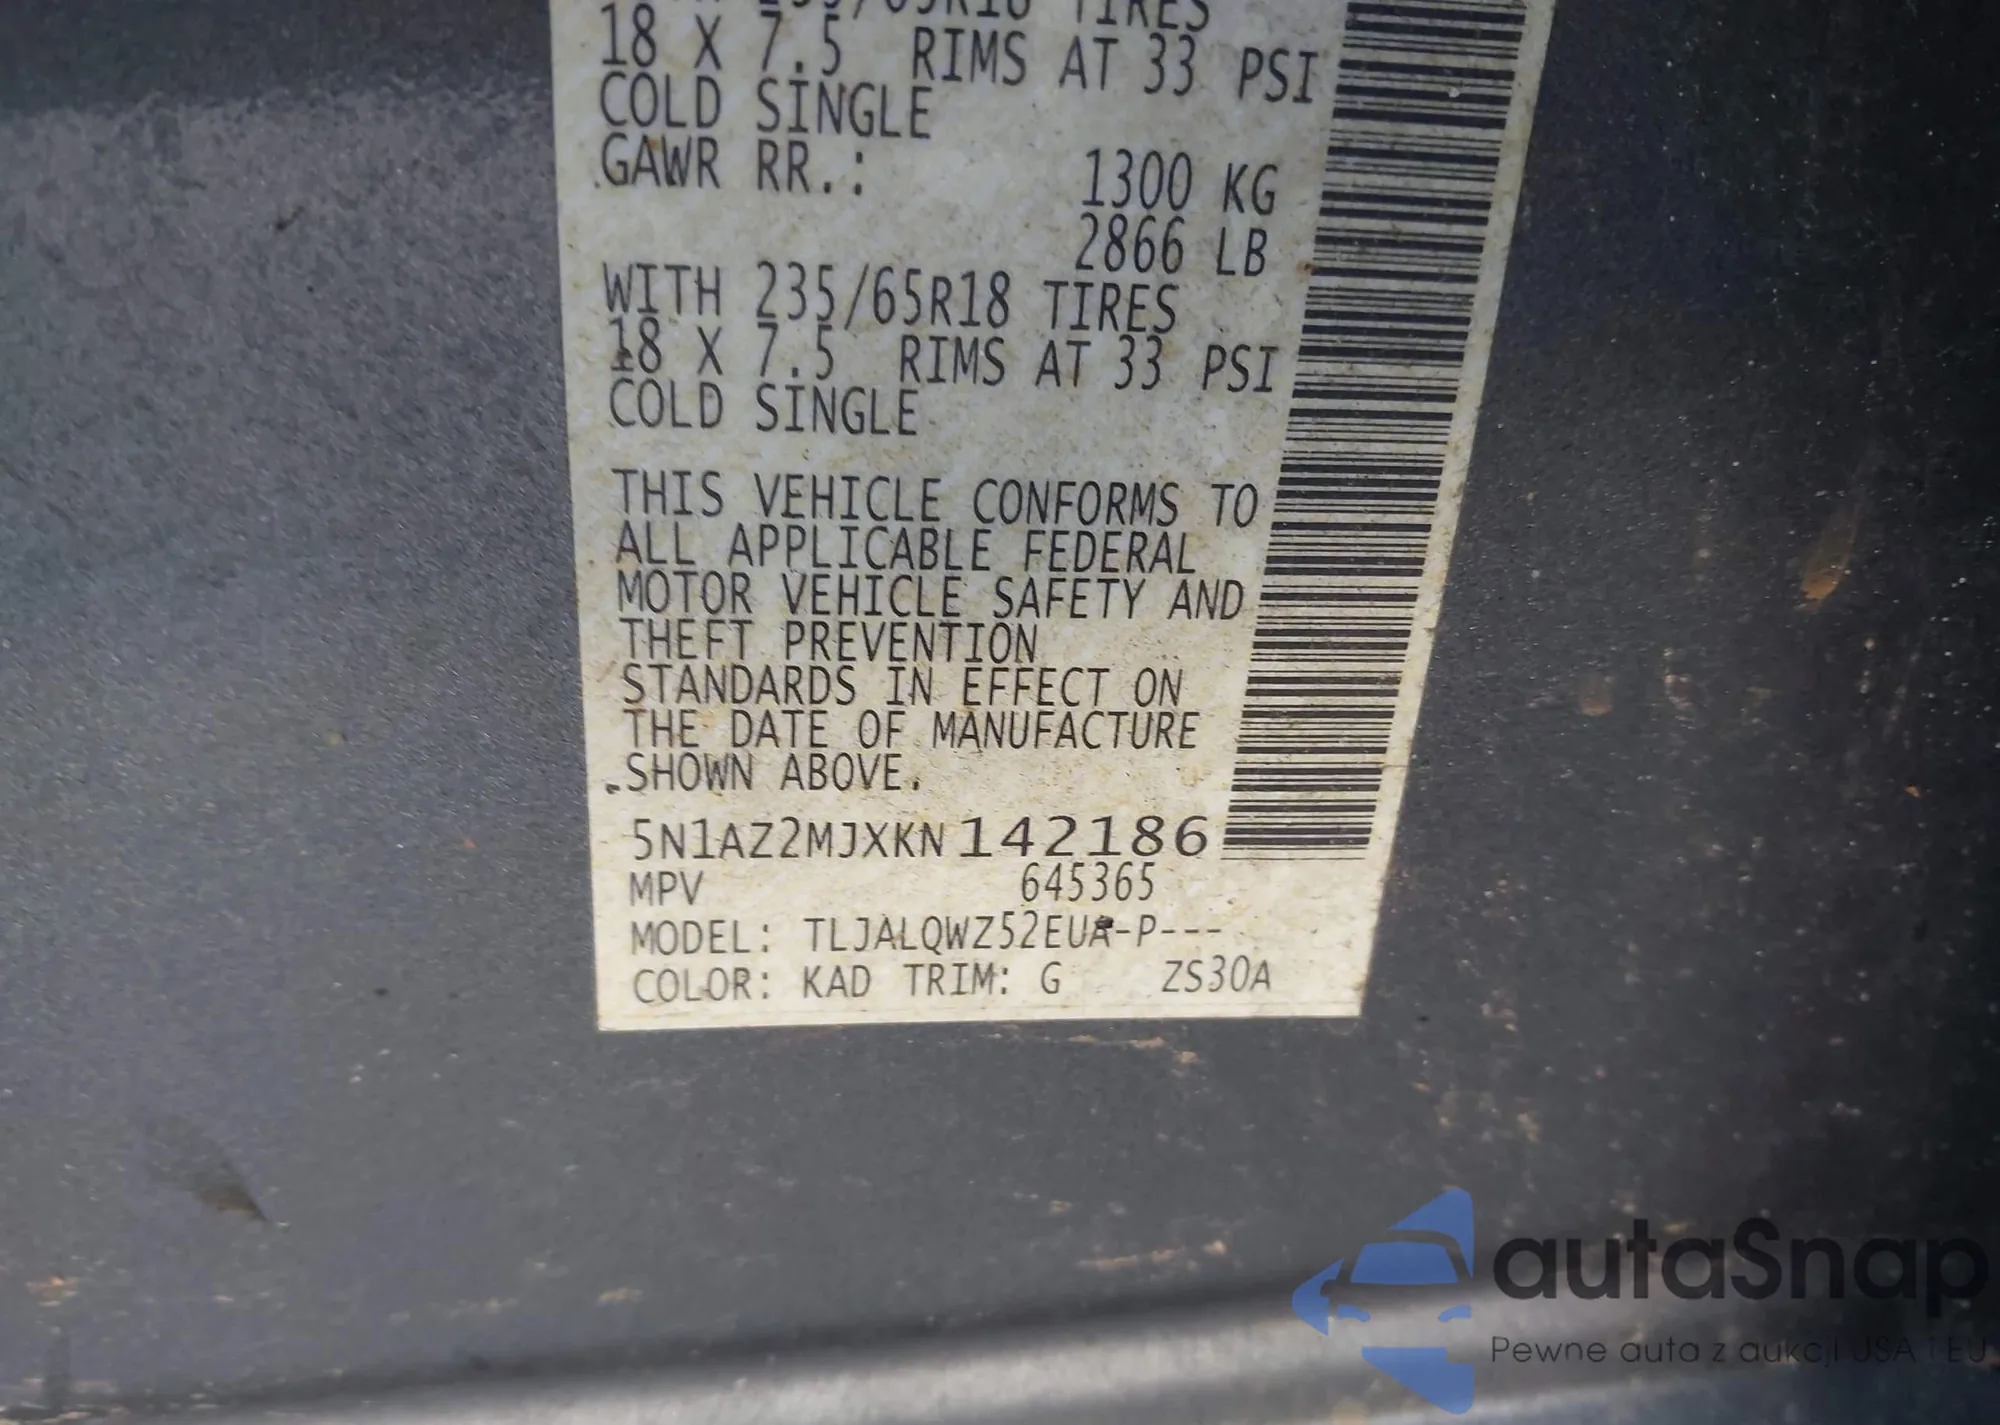 235/65R18 TIRES
18 X 7.5 RIMS AT 33 PSI
COLD SINGLE
GAWR RR.: 1300 KG
2866 LB
WITH 235/65R18 TIRES
18 X 7.5 RIMS AT 33 PSI
COLD SINGLE
THIS VEHICLE CONFORMS TO
ALL APPLICABLE FEDERAL
MOTOR VEHICLE SAFETY AND
THEFT PREVENTION
STANDARDS IN EFFECT ON
THE DATE OF MANUFACTURE
SHOWN ABOVE.
5N1AZ2MJXKN142186
MPV 645365
MODEL: TLJALQWZ52EUA-P---
COLOR: KAD TRIM: G ZS30A
autaSnap
Pewne auta z aukcji USA i EU